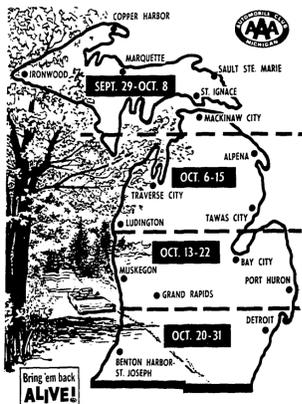 COPPER HARBOR
AUTOMOBILE CLUB
AAA
MICHIGAN
MARQUETTE
IRONWOOD
SAULT STE. MARIE
SEPT. 29-OCT. 8
ST. IGNACE
MACKINAW CITY
ALPENA
OCT. 6-15
TRAVERSE CITY
TAWAS CITY
LUDINGTON
OCT. 13-22
BAY CITY
MUSKEGON
PORT HURON
GRAND RAPIDS
DETROIT
OCT. 20-31
BENTON HARBOR-
ST. JOSEPH
Bring 'em back
ALIVE!